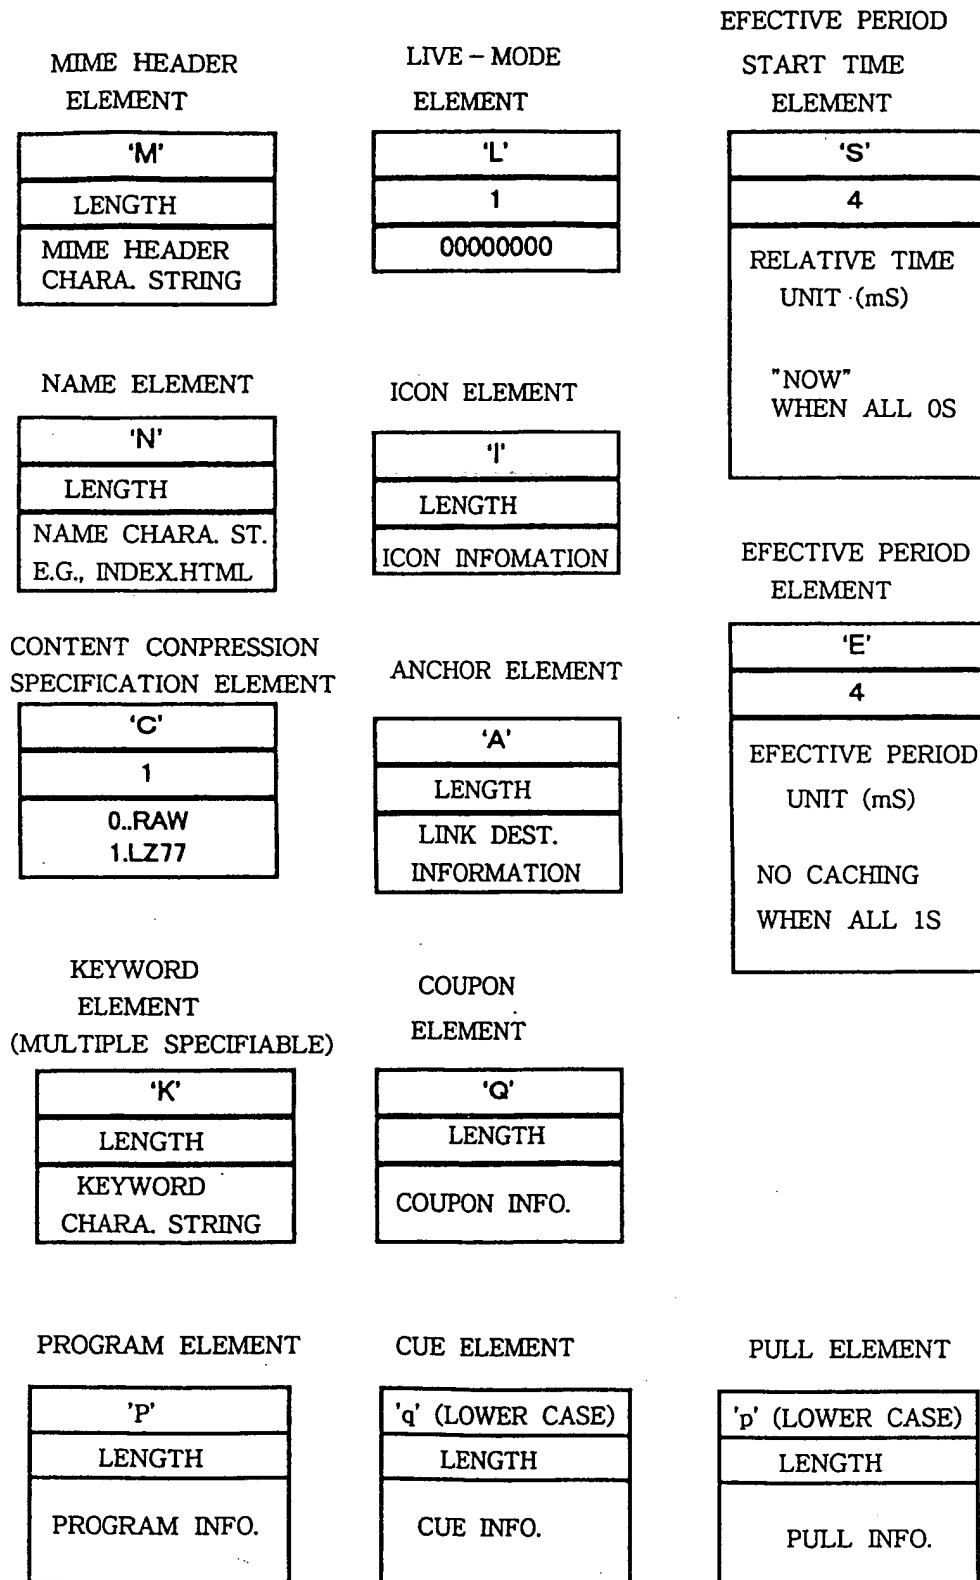 MIME HEADER
ELEMENT
'M'
LENGTH
MIME HEADER
CHARA. STRING
LIVE-MODE
ELEMENT
'L'
1
00000000
EFECTIVE PERIOD
START TIME
ELEMENT
'S'
4
RELATIVE TIME
UNIT (mS)
"NOW"
WHEN ALL 0S
NAME ELEMENT
'N'
LENGTH
NAME CHARA. ST.
E.G., INDEX.HTML
ICON ELEMENT
'I'
LENGTH
ICON INFOMATION
EFECTIVE PERIOD
ELEMENT
'E'
4
EFECTIVE PERIOD
UNIT (mS)
NO CACHING
WHEN ALL 1S
CONTENT CONPRESSION
SPECIFICATION ELEMENT
'C'
1
0..RAW
1.LZ77
ANCHOR ELEMENT
'A'
LENGTH
LINK DEST.
INFORMATION
KEYWORD
ELEMENT
(MULTIPLE SPECIFIABLE)
'K'
LENGTH
KEYWORD
CHARA. STRING
COUPON
ELEMENT
'Q'
LENGTH
COUPON INFO.
PROGRAM ELEMENT
'P'
LENGTH
PROGRAM INFO.
CUE ELEMENT
'q' (LOWER CASE)
LENGTH
CUE INFO.
PULL ELEMENT
'p' (LOWER CASE)
LENGTH
PULL INFO.